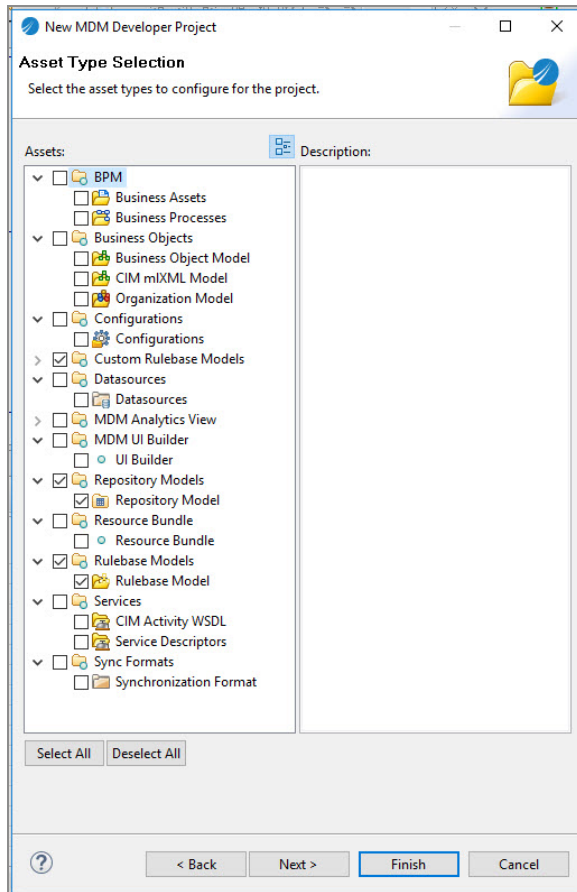 New MDM Developer Project
Asset Type Selection
Select the asset types to configure for the project.
Assets:
Description:
BPM
Business Assets
Business Processes
Business Objects
Business Object Model
CIM mlXML Model
Organization Model
Configurations
Configurations
Custom Rulebase Models
Datasources
Datasources
MDM Analytics View
MDM UI Builder
UI Builder
Repository Models
Repository Model
Resource Bundle
Resource Bundle
Rulebase Models
Rulebase Model
Services
CIM Activity WSDL
Service Descriptors
Sync Formats
Synchronization Format
Select All Deselect All
? < Back Next > Finish Cancel